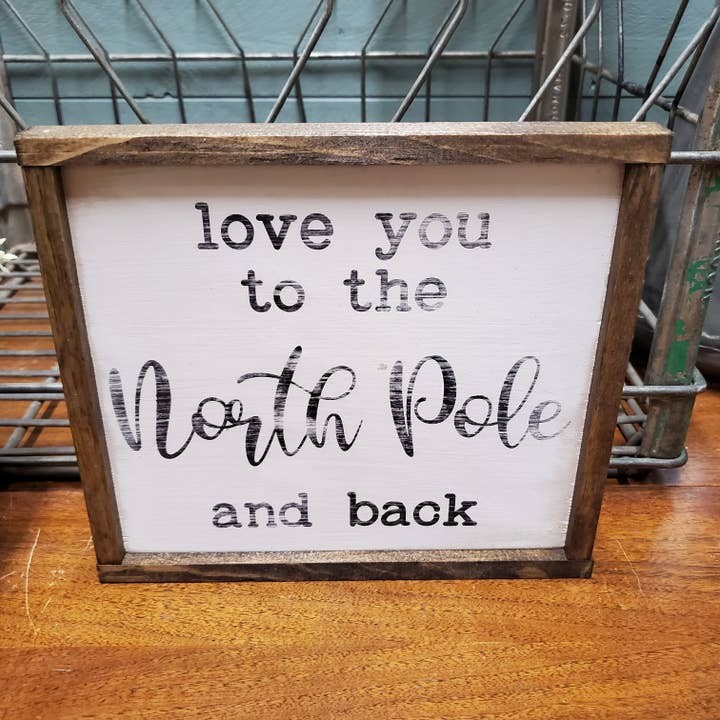 love you
to the
North Pole
and back